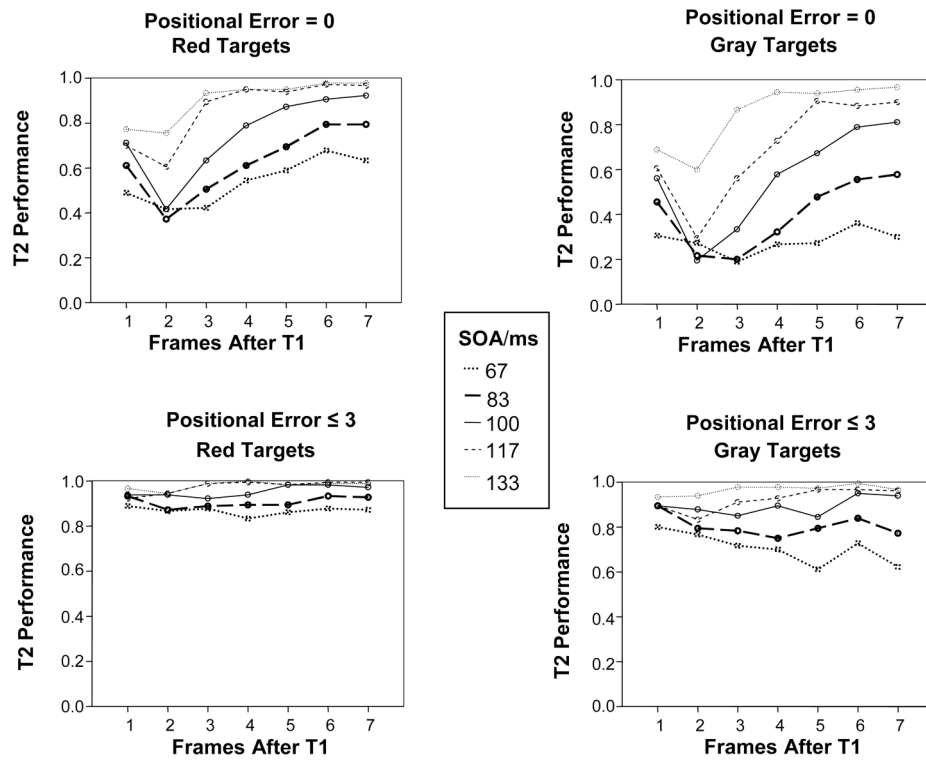 Positional Error = 0
Red Targets
1.0
0.8
0.6
0.4
0.2
0.0
T2 Performance
1 2 3 4 5 6 7
Frames After T1
Positional Error = 0
Gray Targets
1.0
0.8
0.6
0.4
0.2
0.0
T2 Performance
1 2 3 4 5 6 7
Frames After T1
SOA/ms
67
83
100
117
133
Positional Error ≤ 3
Red Targets
1.0
0.8
0.6
0.4
0.2
0.0
T2 Performance
1 2 3 4 5 6 7
Frames After T1
Positional Error ≤ 3
Gray Targets
1.0
0.8
0.6
0.4
0.2
0.0
T2 Performance
1 2 3 4 5 6 7
Frames After T1